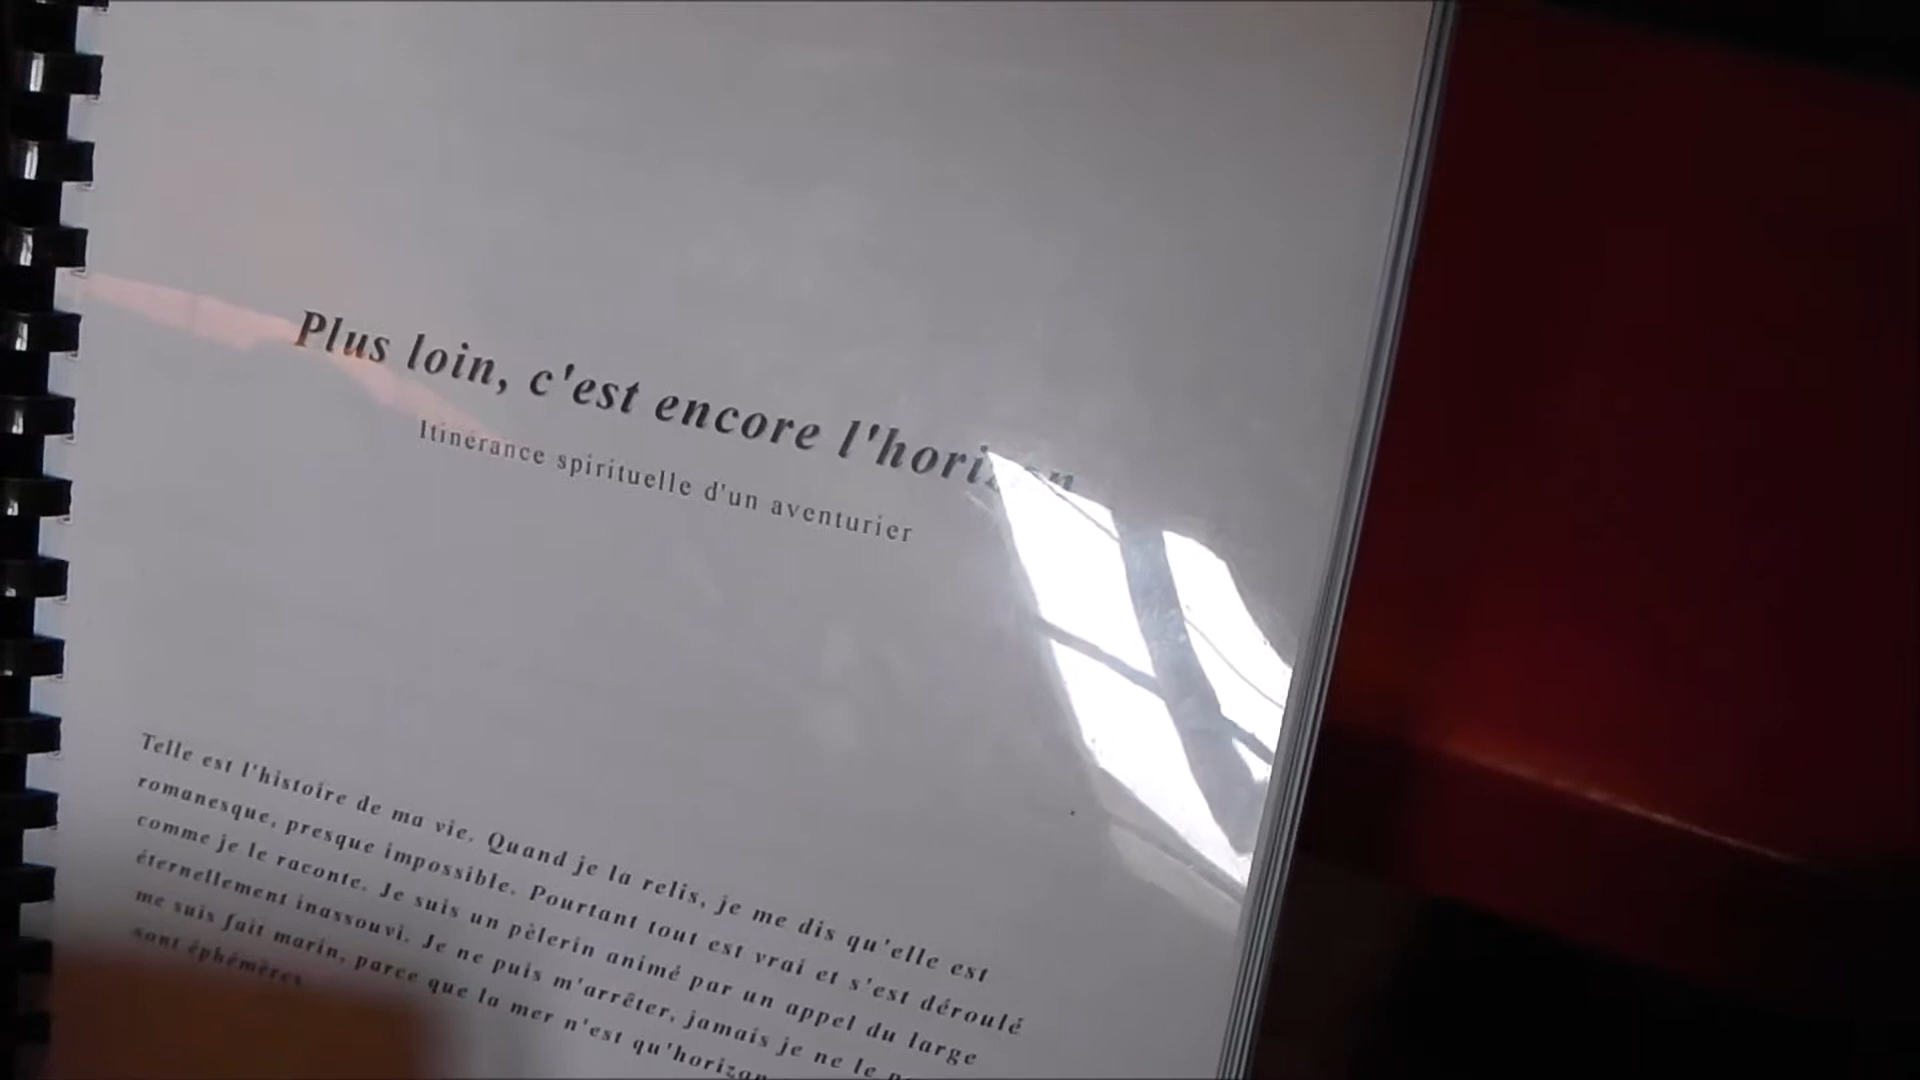 Plus loin, c'est encore l'horizon
Itinérance spirituelle d'un aventurier
Telle est l'histoire de ma vie. Quand je la relis, je me dis qu'elle est
romanesque, presque impossible. Pourtant tout est vrai et s'est déroulé
comme je le raconte. Je suis un pèlerin animé par un appel du large
éternellement inassouvi. Je ne puis m'arrêter, jamais je ne le
me suis fait marin, parce que la mer n'est qu'horizon
sont éphémères